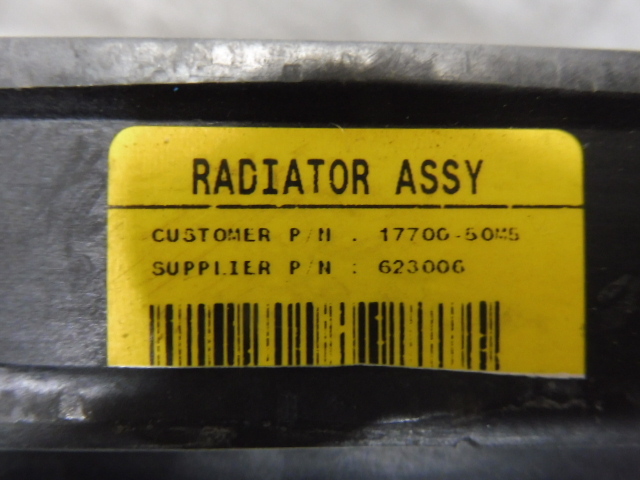 RADIATOR ASSY
CUSTOMER P/N : 17700-50M5
SUPPLIER P/N : 623006